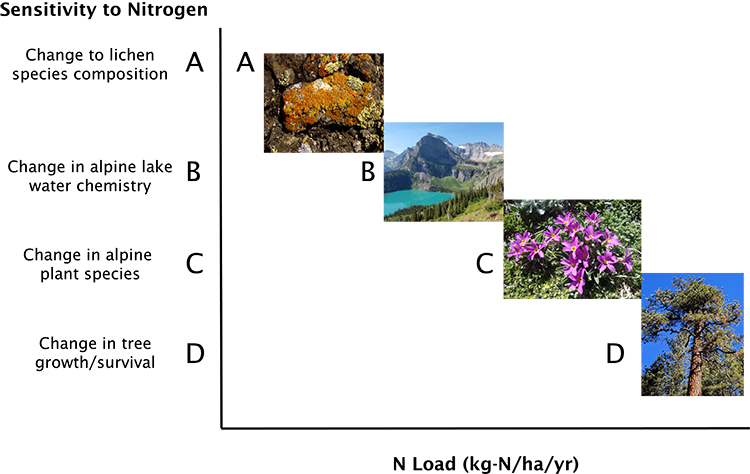 Sensitivity to Nitrogen
Change to lichen
species composition
A
A
Change in alpine lake
water chemistry
B
B
Change in alpine
plant species
C
C
Change in tree
growth/survival
D
D
N Load (kg-N/ha/yr)